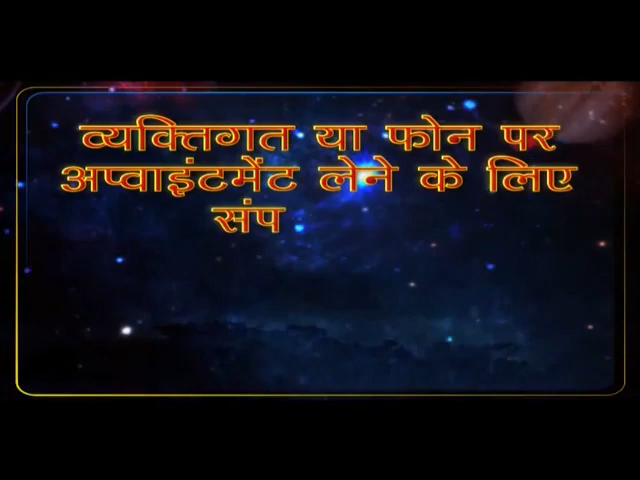 व्यक्तिगत या फोन पर
अप्वाइंटमेंट लेने के लिए
संप